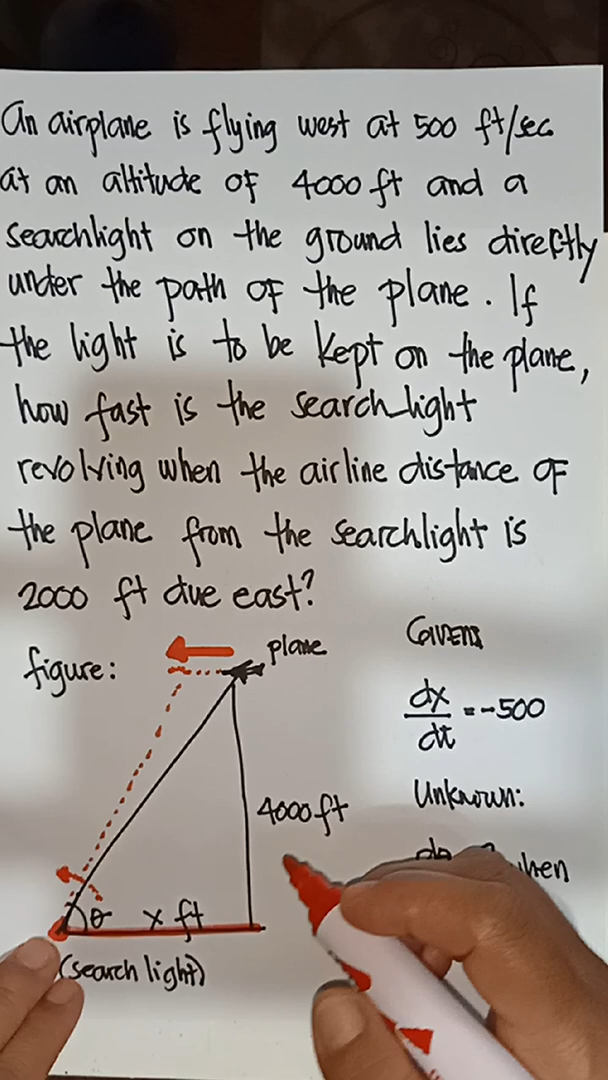 An airplane is flying west at 500 ft/sec
at an altitude of 4000 ft and a
searchlight on the ground lies directly
under the path of the plane. If
the light is to be kept on the plane,
how fast is the searchlight
revolving when the airline distance of
the plane from the searchlight is
2000 ft due east?
figure:
plane
4000 ft
θ x ft
(search light)
Givens
dx/dt = -500
Unknown:
when